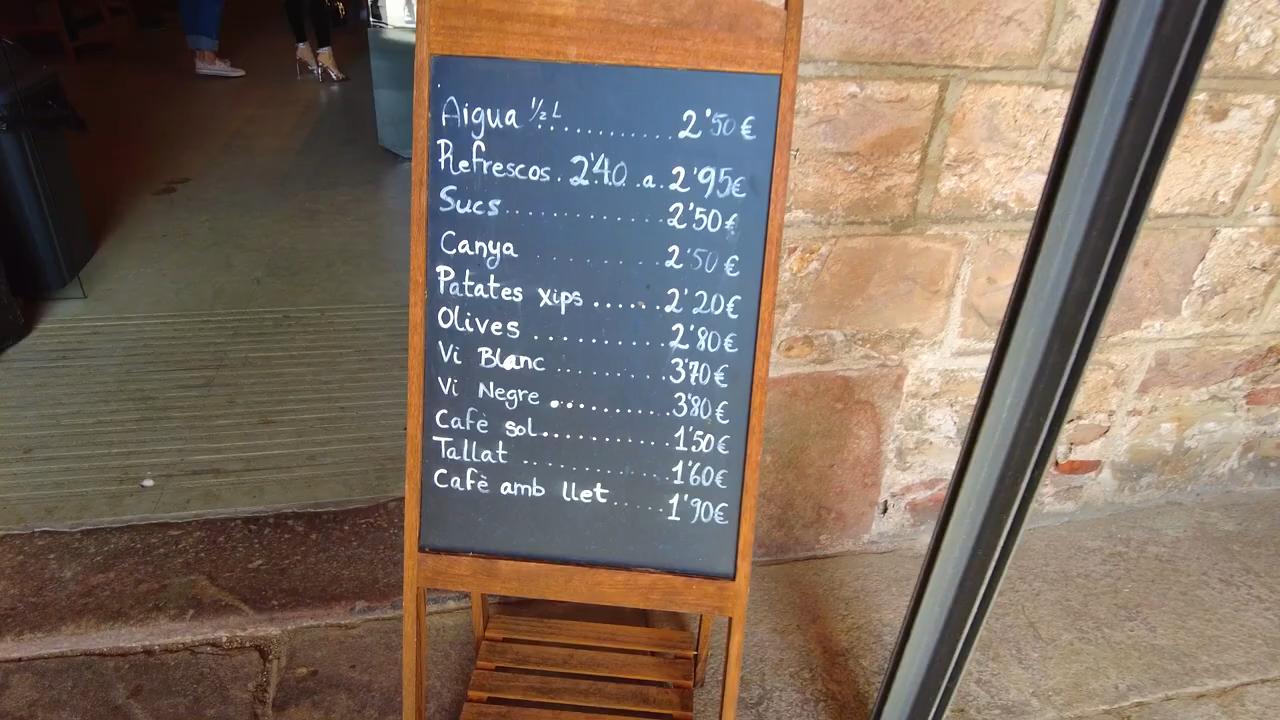 Aigua ½ L ............ 2'50€
Refrescos. 2'40 .a. 2'95€
Sucs .............. 2'50€
Canya .......... 2'50€
Patates xips ...... 2'20€
Olives ............ 2'80€
Vi Blanc .......... 3'70€
Vi Negre .......... 3'80€
Cafè sol........... 1'50€
Tallat ............ 1'60€
Cafè amb llet ..... 1'90€